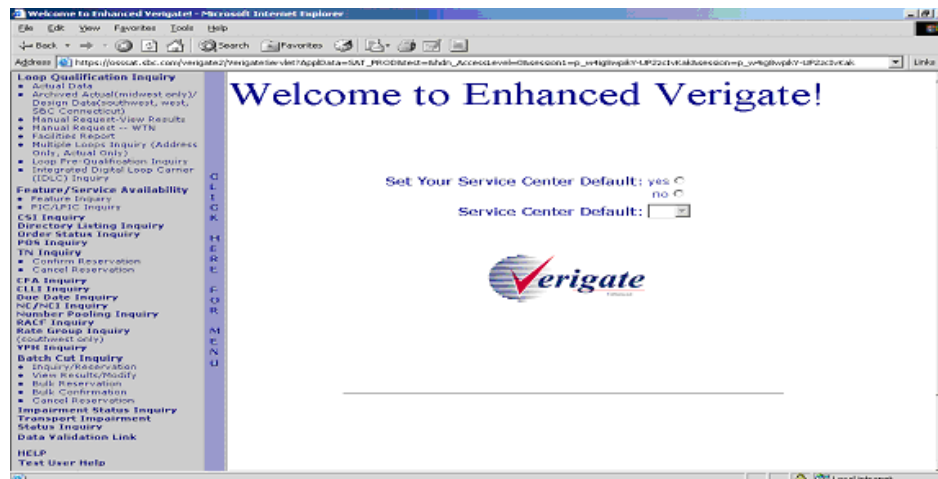 Welcome to Enhanced Verigate! - Microsoft Internet Explorer
File Edit View Favorites Tools Help
Back Search Favorites
Address Links
Loop Qualification Inquiry
• Actual Data
• Archived Actual(midwest only)/
Design Data(southwest, west,
SBC Connecticut)
• Manual Request-View Results
• Manual Request -- WTN
• Facilities Report
• Multiple Loops Inquiry (Address
Only, Actual Only)
• Loop Pre-Qualification Inquiry
• Integrated Digital Loop Carrier
(IDLC) Inquiry
Feature/Service Availability
• Feature Inquiry
• PIC/LPIC Inquiry
CSI Inquiry
Directory Listing Inquiry
Order Status Inquiry
POS Inquiry
TN Inquiry
• Confirm Reservation
• Cancel Reservation
CFA Inquiry
CLLI Inquiry
Due Date Inquiry
NC/NCI Inquiry
Number Pooling Inquiry
RACF Inquiry
Rate Group Inquiry
(southwest only)
YPH Inquiry
Batch Cut Inquiry
• Inquiry/Reservation
• View Results/Modify
• Bulk Reservation
• Bulk Confirmation
• Cancel Reservation
Impairment Status Inquiry
Transport Impairment
Status Inquiry
Data Validation Link
HELP
Test User Help
CLICK HERE FOR MENU
Welcome to Enhanced Verigate!
Set Your Service Center Default: yes
no
Service Center Default:
Verigate
Local intranet